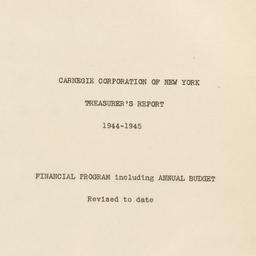 CARNEGIE CORPORATION OF NEW YORK
TREASURER'S REPORT
1944-1945
FINANCIAL PROGRAM including ANNUAL BUDGET
Revised to date